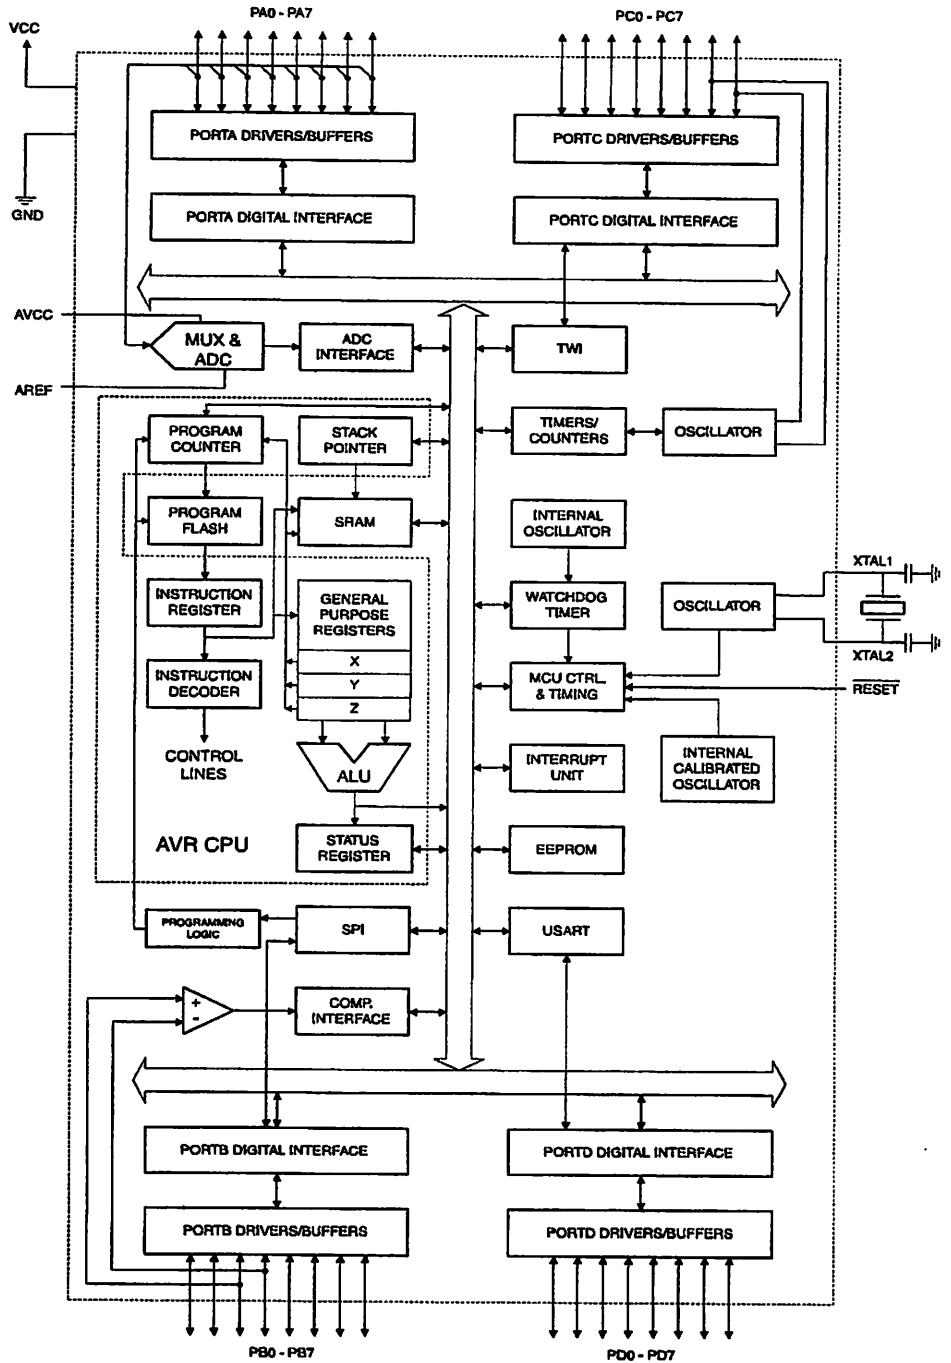 PA0 - PA7
PC0 - PC7
VCC
GND
PORTA DRIVERS/BUFFERS
PORTC DRIVERS/BUFFERS
PORTA DIGITAL INTERFACE
PORTC DIGITAL INTERFACE
AVCC
MUX &
ADC
ADC
INTERFACE
TWI
AREF
PROGRAM
COUNTER
STACK
POINTER
TIMERS/
COUNTERS
OSCILLATOR
PROGRAM
FLASH
SRAM
INTERNAL
OSCILLATOR
XTAL1
INSTRUCTION
REGISTER
GENERAL
PURPOSE
REGISTERS
WATCHDOG
TIMER
OSCILLATOR
XTAL2
X
Y
Z
INSTRUCTION
DECODER
MCU CTRL.
& TIMING
RESET
CONTROL
LINES
ALU
INTERRUPT
UNIT
INTERNAL
CALIBRATED
OSCILLATOR
AVR CPU
STATUS
REGISTER
EEPROM
PROGRAMMING
LOGIC
SPI
USART
+
-
COMP.
INTERFACE
PORTB DIGITAL INTERFACE
PORTD DIGITAL INTERFACE
PORTB DRIVERS/BUFFERS
PORTD DRIVERS/BUFFERS
PB0 - PB7
PD0 - PD7